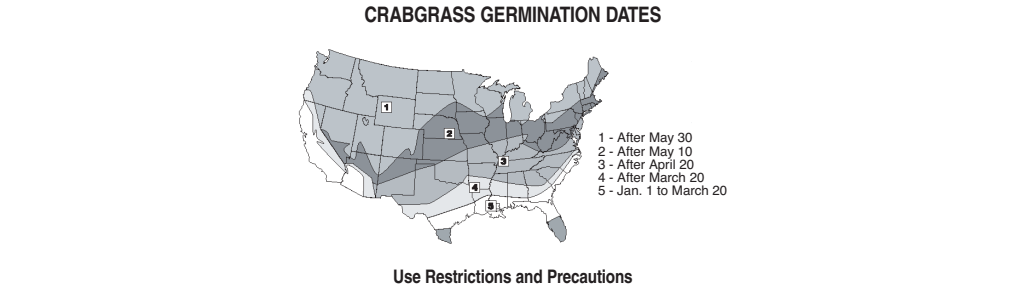 CRABGRASS GERMINATION DATES
1
2
3
4
5
1 - After May 30
2 - After May 10
3 - After April 20
4 - After March 20
5 - Jan. 1 to March 20
Use Restrictions and Precautions